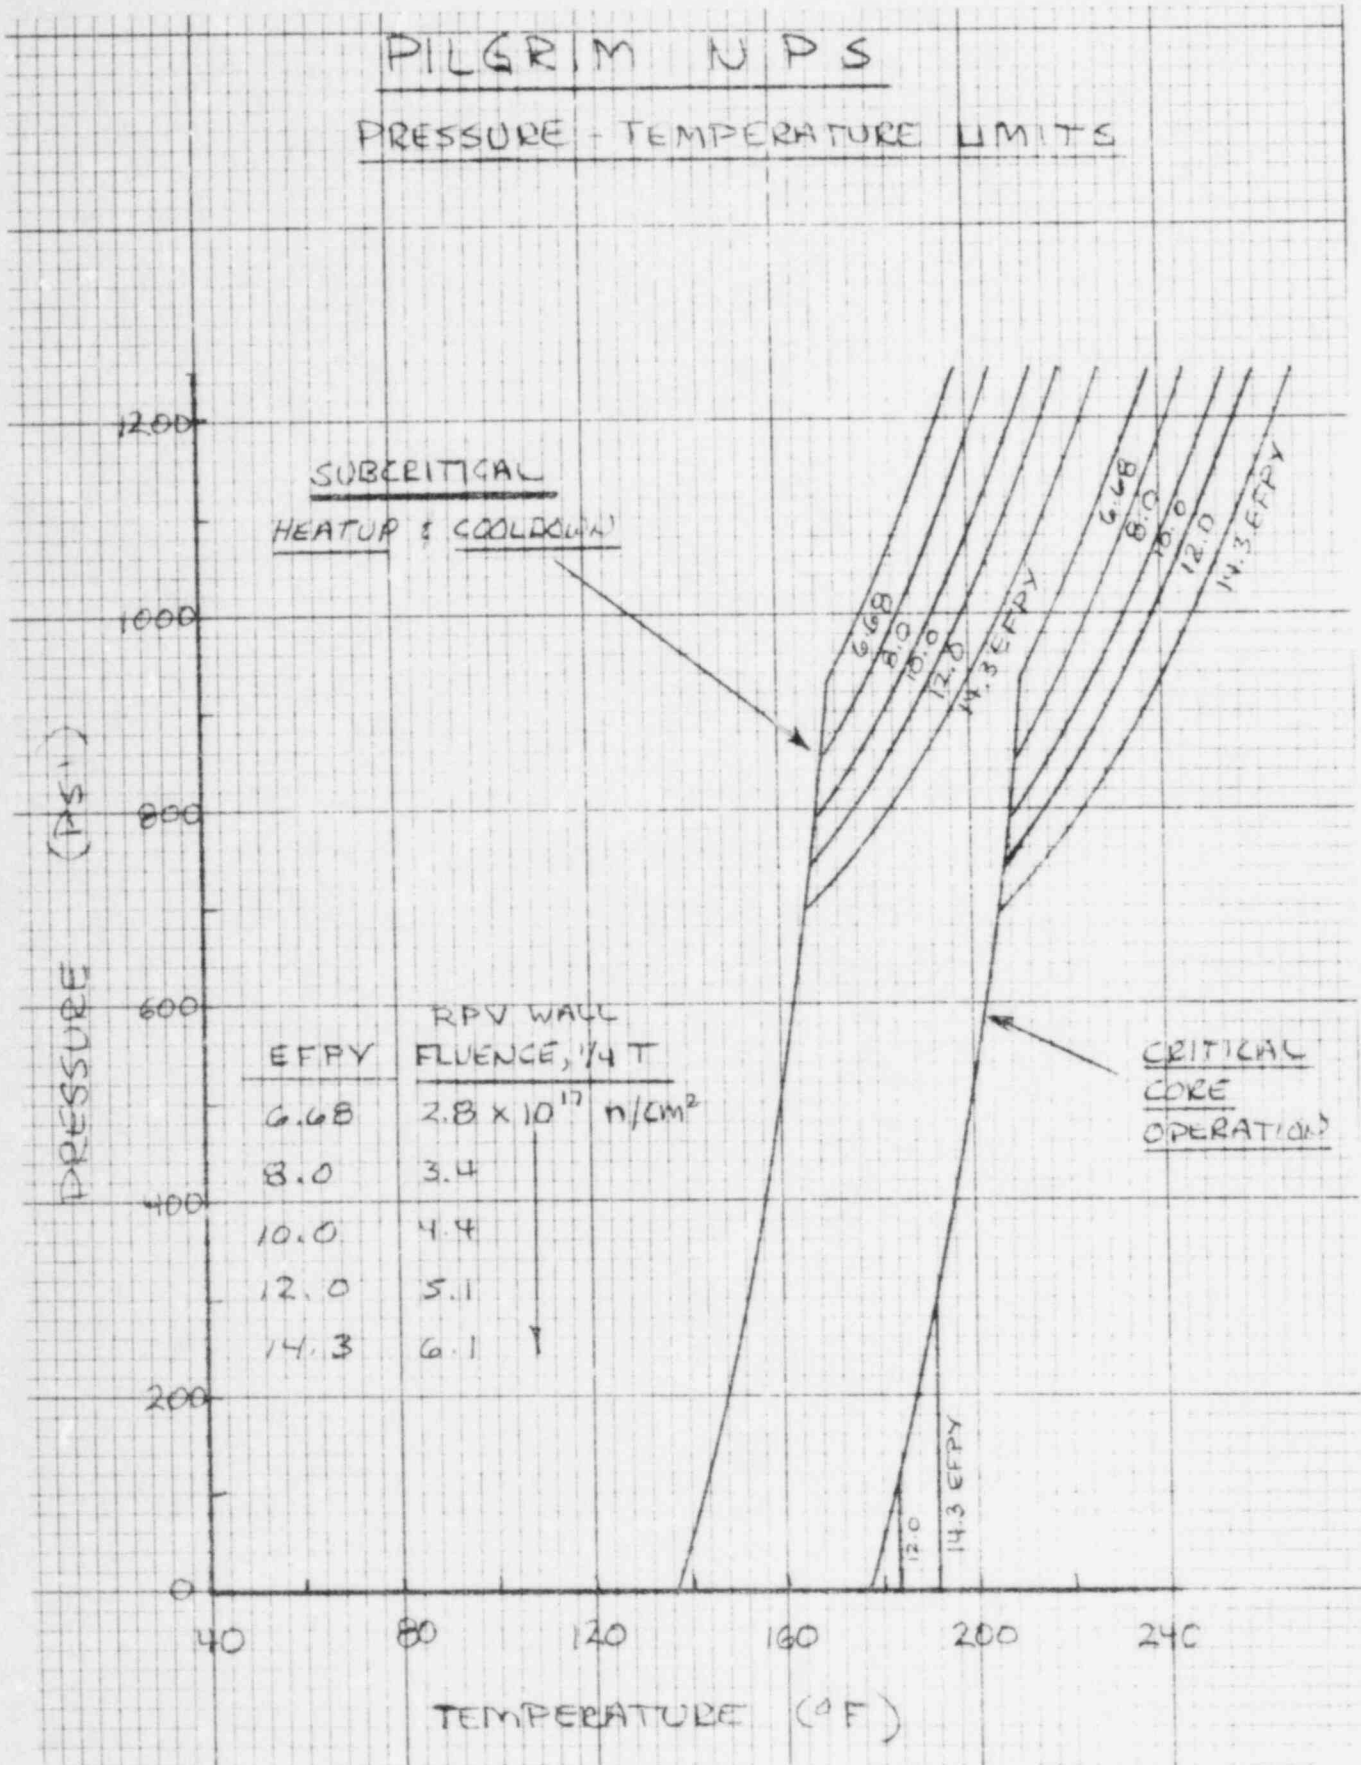 PILGRIM NPS
PRESSURE - TEMPERATURE LIMITS
1200
1000
800
600
400
200
0
PRESSURE (PSI)
SUBCRITICAL
HEATUP & COOLDOWN
6.68
8.0
10.0
12.0
14.3 EFPY
6.68
8.0
10.0
12.0
14.3 EFPY
RPV WALL
EFPY FLUENCE, 1/4 T
6.68 2.8 x 10¹⁷ n/cm²
8.0 3.4
10.0 4.4
12.0 5.1
14.3 6.1
CRITICAL
CORE
OPERATION
12.0
14.3 EFPY
40 80 120 160 200 240
TEMPERATURE (°F)